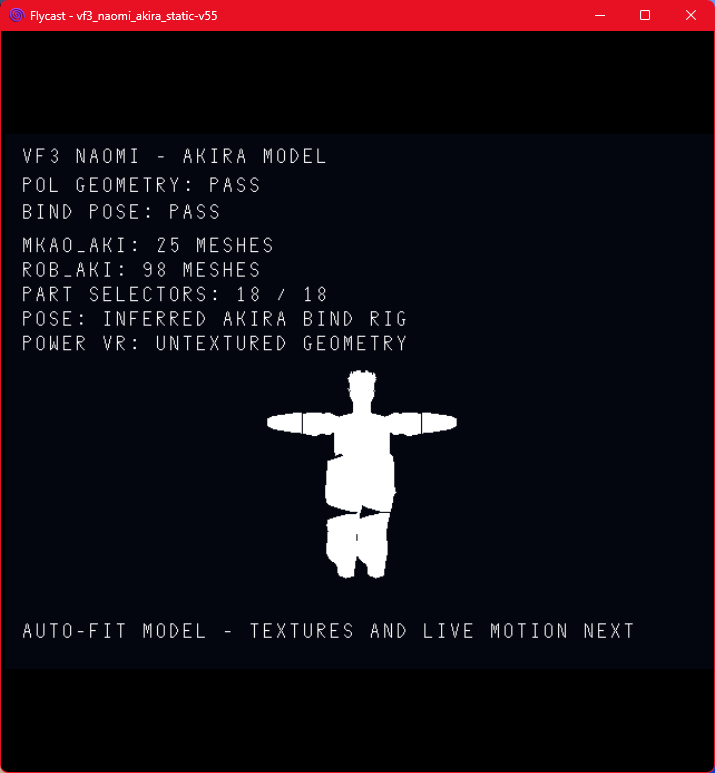 Flycast - vf3_naomi_akira_static-v55
VF3 NAOMI - AKIRA MODEL
POL GEOMETRY: PASS
BIND POSE: PASS
MKAO_AKI: 25 MESHES
ROB_AKI: 98 MESHES
PART SELECTORS: 18 / 18
POSE: INFERRED AKIRA BIND RIG
POWER VR: UNTEXTURED GEOMETRY
AUTO-FIT MODEL - TEXTURES AND LIVE MOTION NEXT